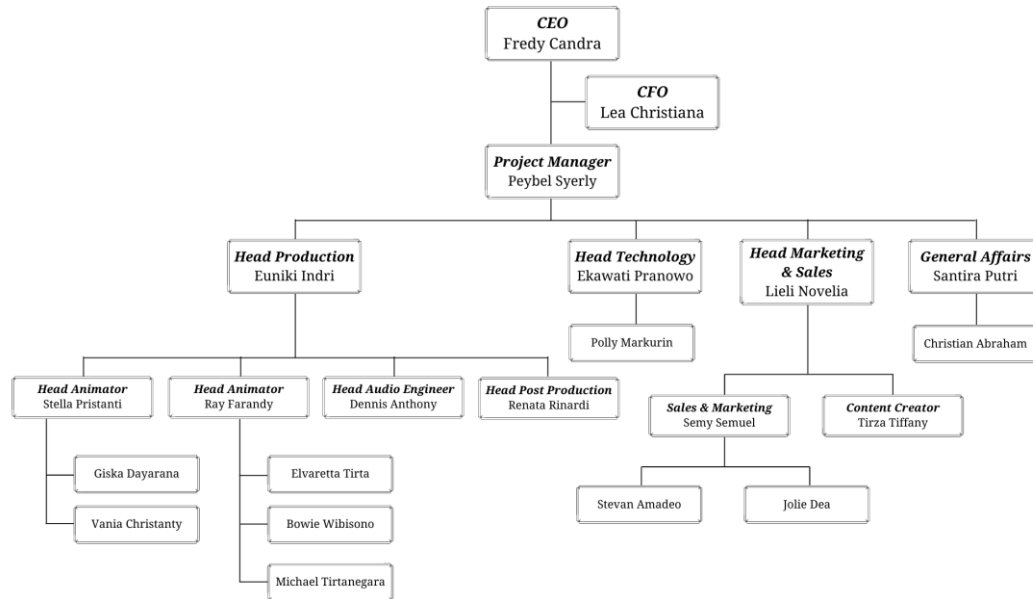 CEO
Fredy Candra
CFO
Lea Christiana
Project Manager
Peybel Syerly
Head Production
Euniki Indri
Head Technology
Ekawati Pranowo
Head Marketing
& Sales
Lieli Novelia
General Affairs
Santira Putri
Polly Markurin
Christian Abraham
Head Animator
Stella Pristanti
Head Animator
Ray Farandy
Head Audio Engineer
Dennis Anthony
Head Post Production
Renata Rinardi
Sales & Marketing
Semy Semuel
Content Creator
Tirza Tiffany
Giska Dayarana
Elvaretta Tirta
Stevan Amadeo
Jolie Dea
Vania Christanty
Bowie Wibisono
Michael Tirtanegara